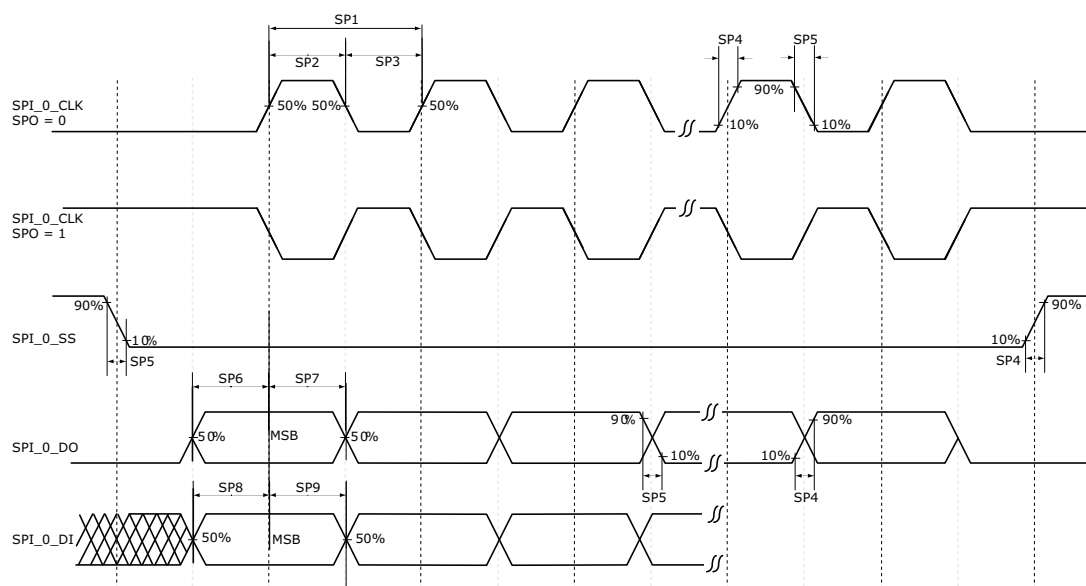 SP1
SP4
SP5
SP2
SP3
SPI_0_CLK
SPO = 0
50%
50%
50%
90%
10%
10%
SPI_0_CLK
SPO = 1
90%
90%
SPI_0_SS
10%
10%
SP5
SP4
SP6
SP7
90%
90%
SPI_0_DO
50%
MSB
50%
10%
10%
SP8
SP9
SP5
SP4
SPI_0_DI
50%
MSB
50%